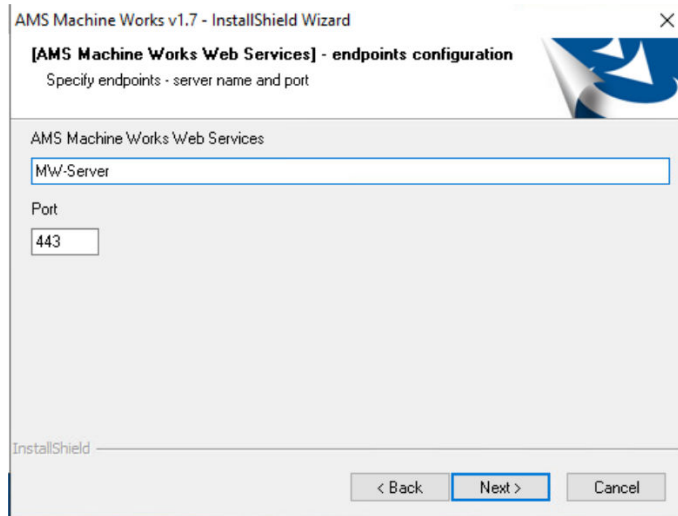 AMS Machine Works v1.7 - InstallShield Wizard
[AMS Machine Works Web Services] - endpoints configuration
Specify endpoints - server name and port
AMS Machine Works Web Services
MW-Server
Port
443
InstallShield
< Back Next > Cancel